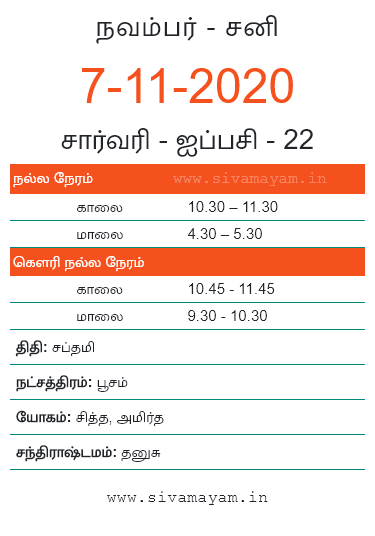 நவம்பர் - சனி
7-11-2020
சார்வரி - ஐப்பசி - 22
நல்ல நேரம் www.sivamayam.in
காலை 10.30 – 11.30
மாலை 4.30 – 5.30
கௌரி நல்ல நேரம்
காலை 10.45 - 11.45
மாலை 9.30 - 10.30
திதி: சப்தமி
நட்சத்திரம்: பூசம்
யோகம்: சித்த, அமிர்த
சந்திராஷ்டமம்: தனுசு
www.sivamayam.in